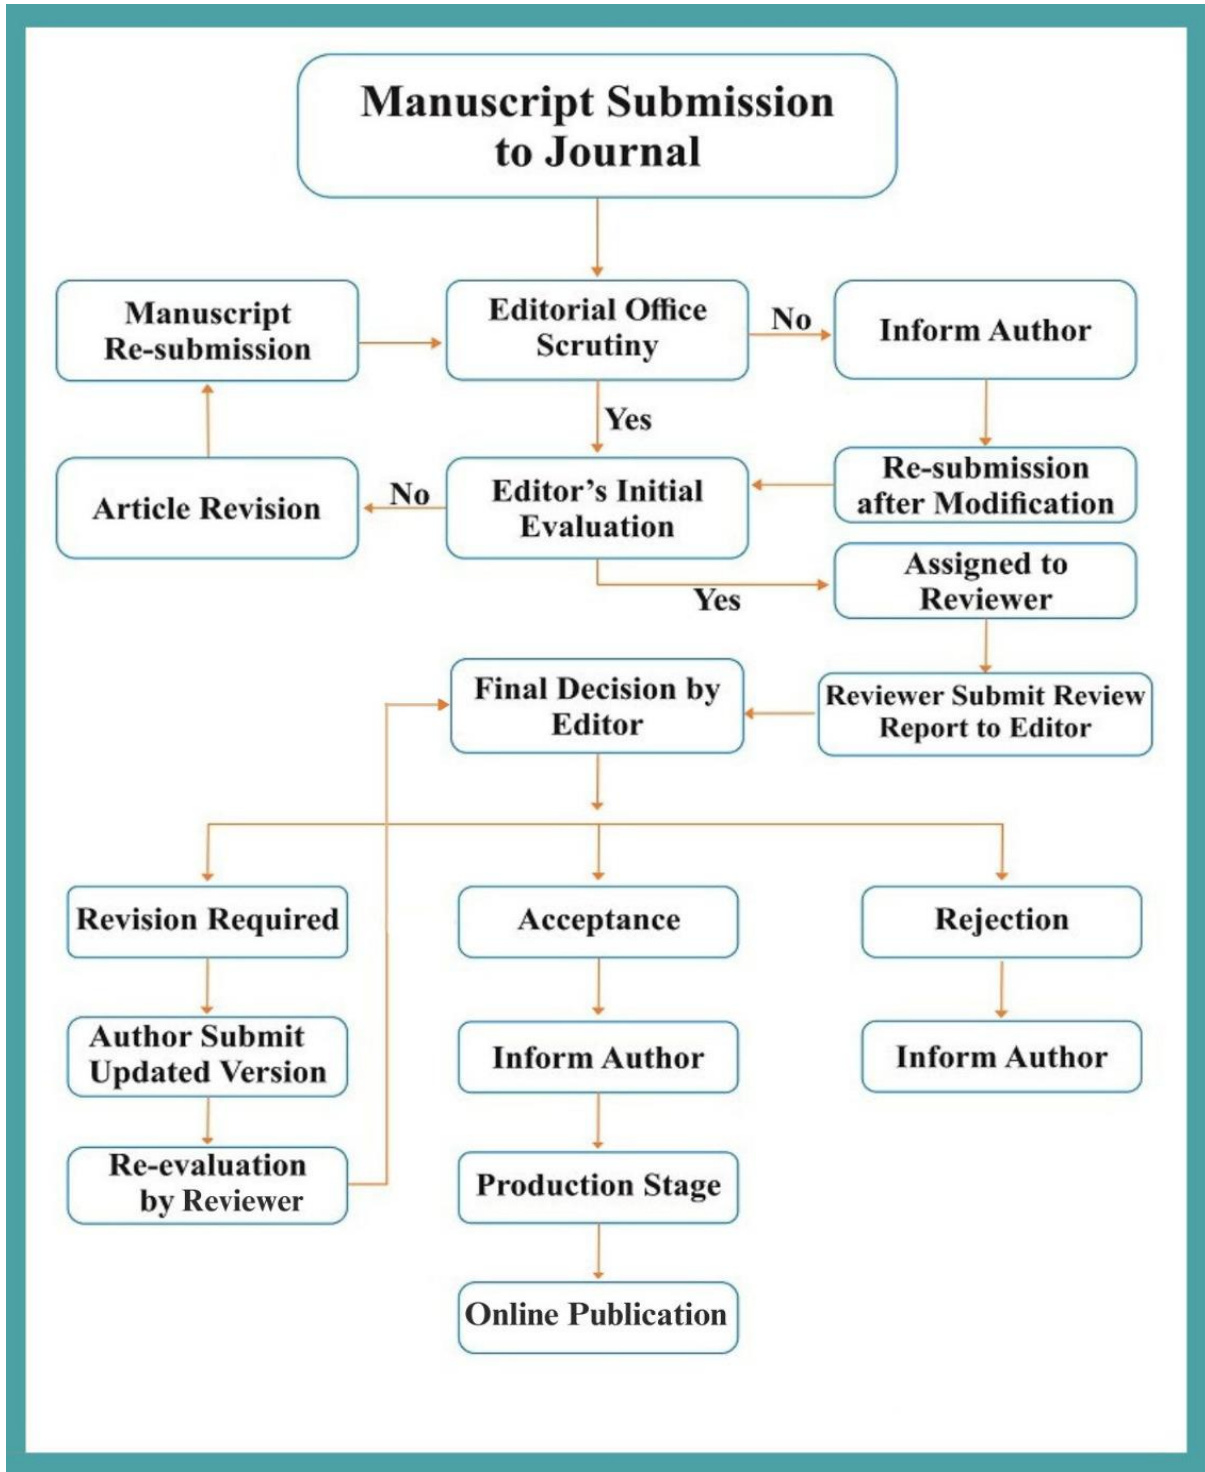 Manuscript Submission
to Journal
Manuscript
Re-submission
Editorial Office
Scrutiny
No
Inform Author
Yes
Article Revision
No
Editor's Initial
Evaluation
Re-submission
after Modification
Yes
Assigned to
Reviewer
Final Decision by
Editor
Reviewer Submit Review
Report to Editor
Revision Required
Acceptance
Rejection
Author Submit
Updated Version
Inform Author
Inform Author
Re-evaluation
by Reviewer
Production Stage
Online Publication